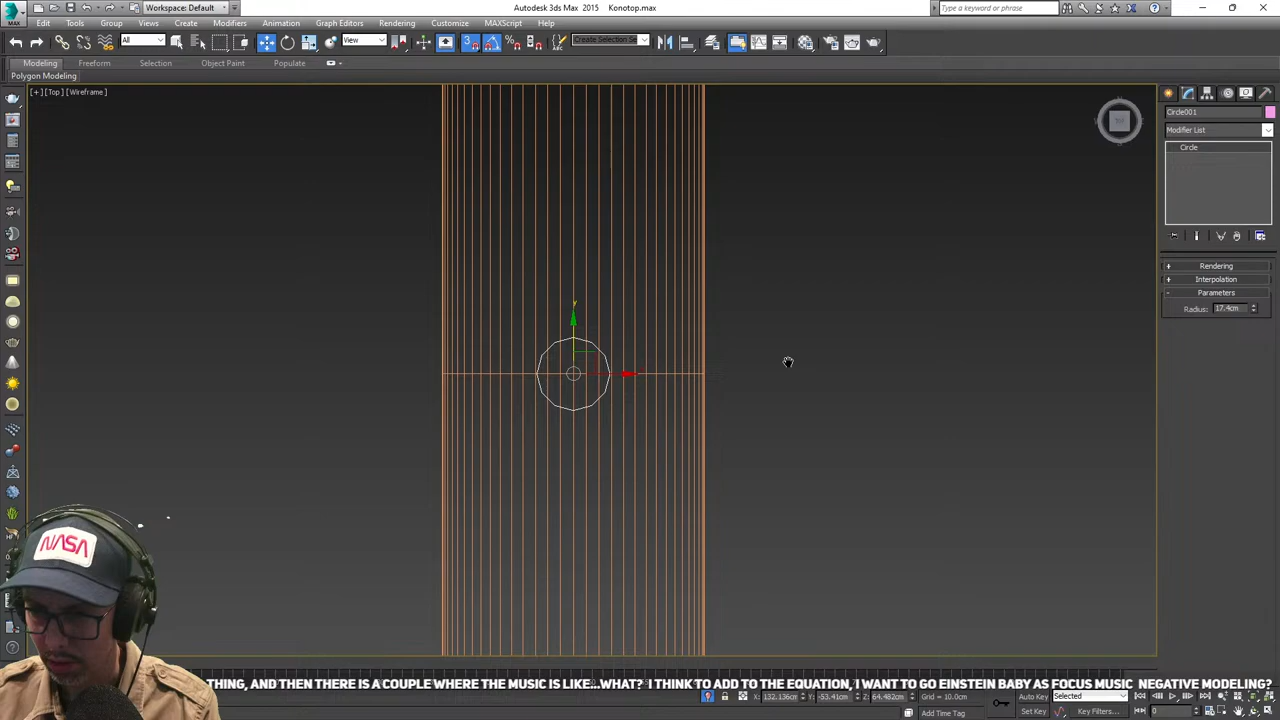 Workspace: Default
Autodesk 3ds Max 2015 Konotop.max
Type a keyword or phrase
MAX
Edit Tools Group Views Create Modifiers Animation Graph Editors Rendering Customize MAXScript Help
All
View
Create Selection Se
Modeling Freeform Selection Object Paint Populate
Polygon Modeling
[+] [Top] [Wireframe]
Circle001
Modifier List
Circle
+ Rendering
+ Interpolation
- Parameters
Radius: 17.4cm
y
NASA
THING, AND THEN THERE IS A COUPLE WHERE THE MUSIC IS LIKE...WHAT? I THINK TO ADD TO THE EQUATION, I WANT TO GO EINSTEIN BABY AS FOCUS MUSIC NEGATIVE MODELING?
X: 132.136cm Y: -53.41cm Z: 64.482cm Grid = 10.0cm Auto Key Selected
Add Time Tag Set Key Key Filters... 0